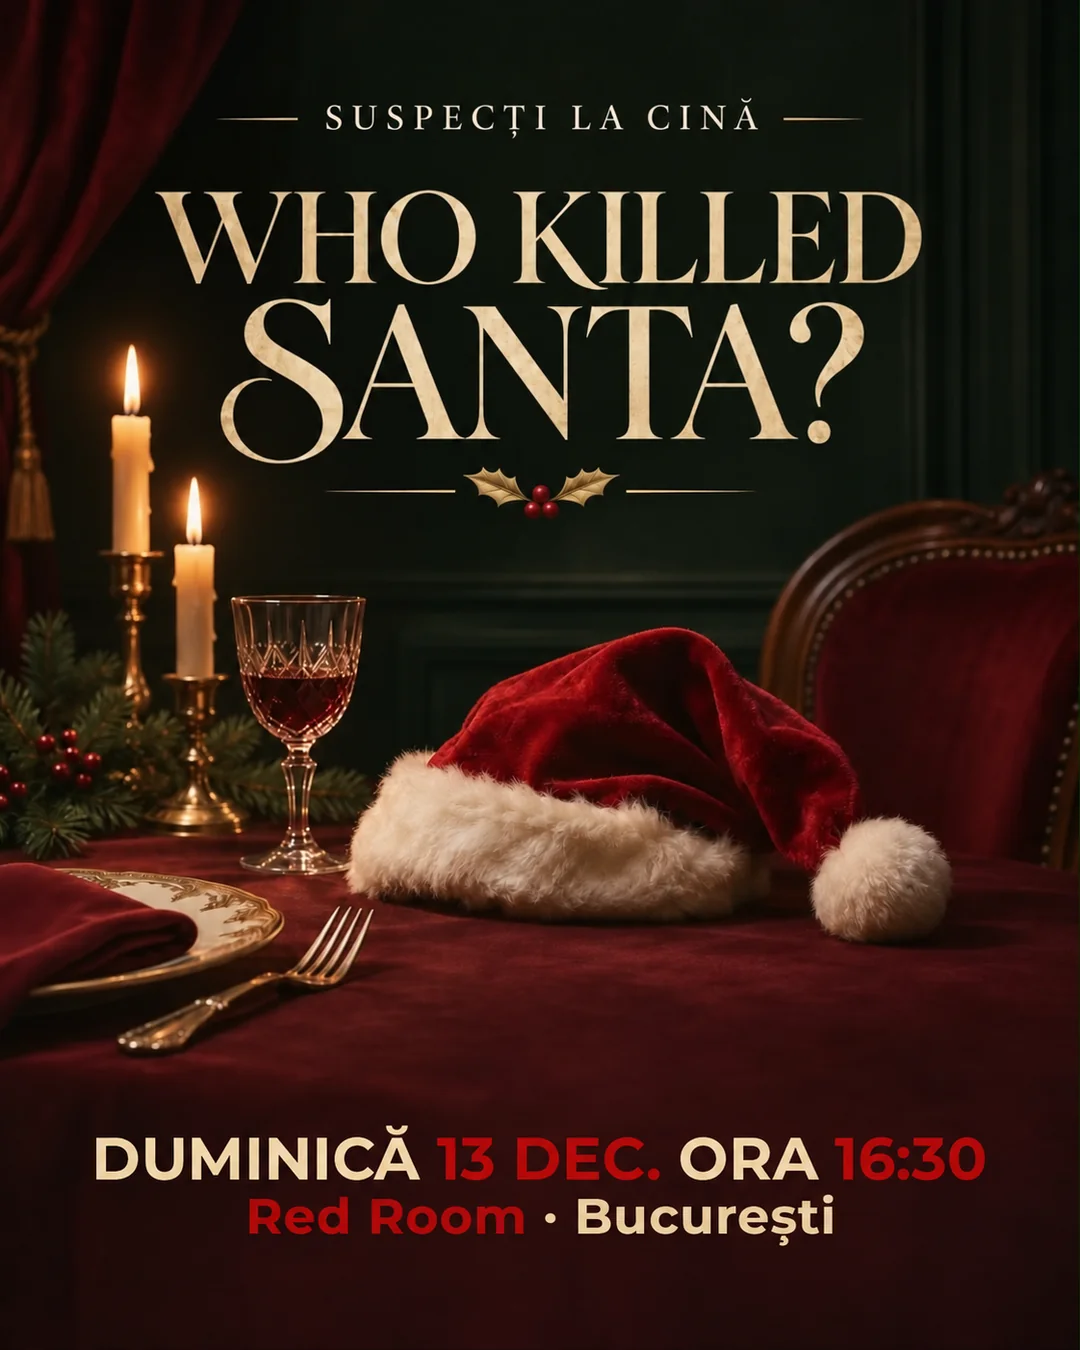 SUSPECȚI LA CINĂ
WHO KILLED
SANTA?
DUMINICĂ 13 DEC. ORA 16:30
Red Room · București